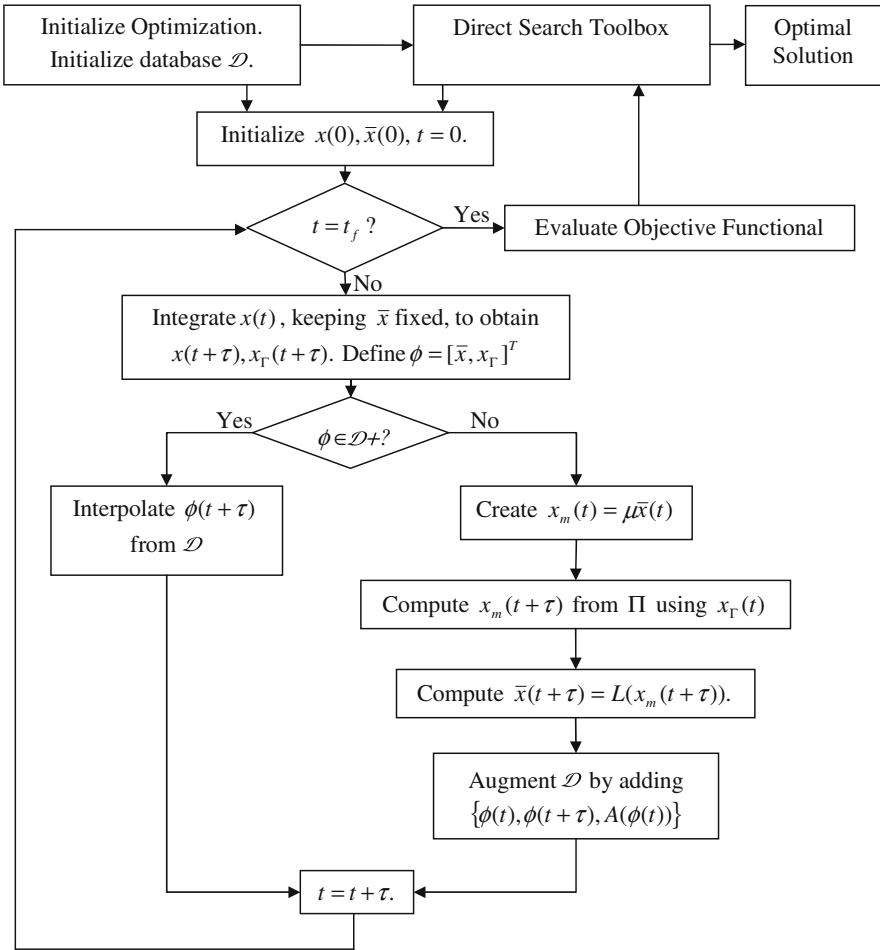 Initialize Optimization.
Initialize database 𝒟.
Direct Search Toolbox
Optimal
Solution
Initialize x(0), x̄(0), t = 0.
t = t_f ?
Yes
Evaluate Objective Functional
No
Integrate x(t), keeping x̄ fixed, to obtain
x(t+τ), x_Γ(t+τ). Define φ = [x̄, x_Γ]^T
Yes
φ∈𝒟+?
No
Interpolate φ(t+τ)
from 𝒟
Create x_m(t) = μx̄(t)
Compute x_m(t+τ) from Π using x_Γ(t)
Compute x̄(t+τ) = L(x_m(t+τ)).
Augment 𝒟 by adding
{φ(t), φ(t+τ), A(φ(t))}
t = t+τ.